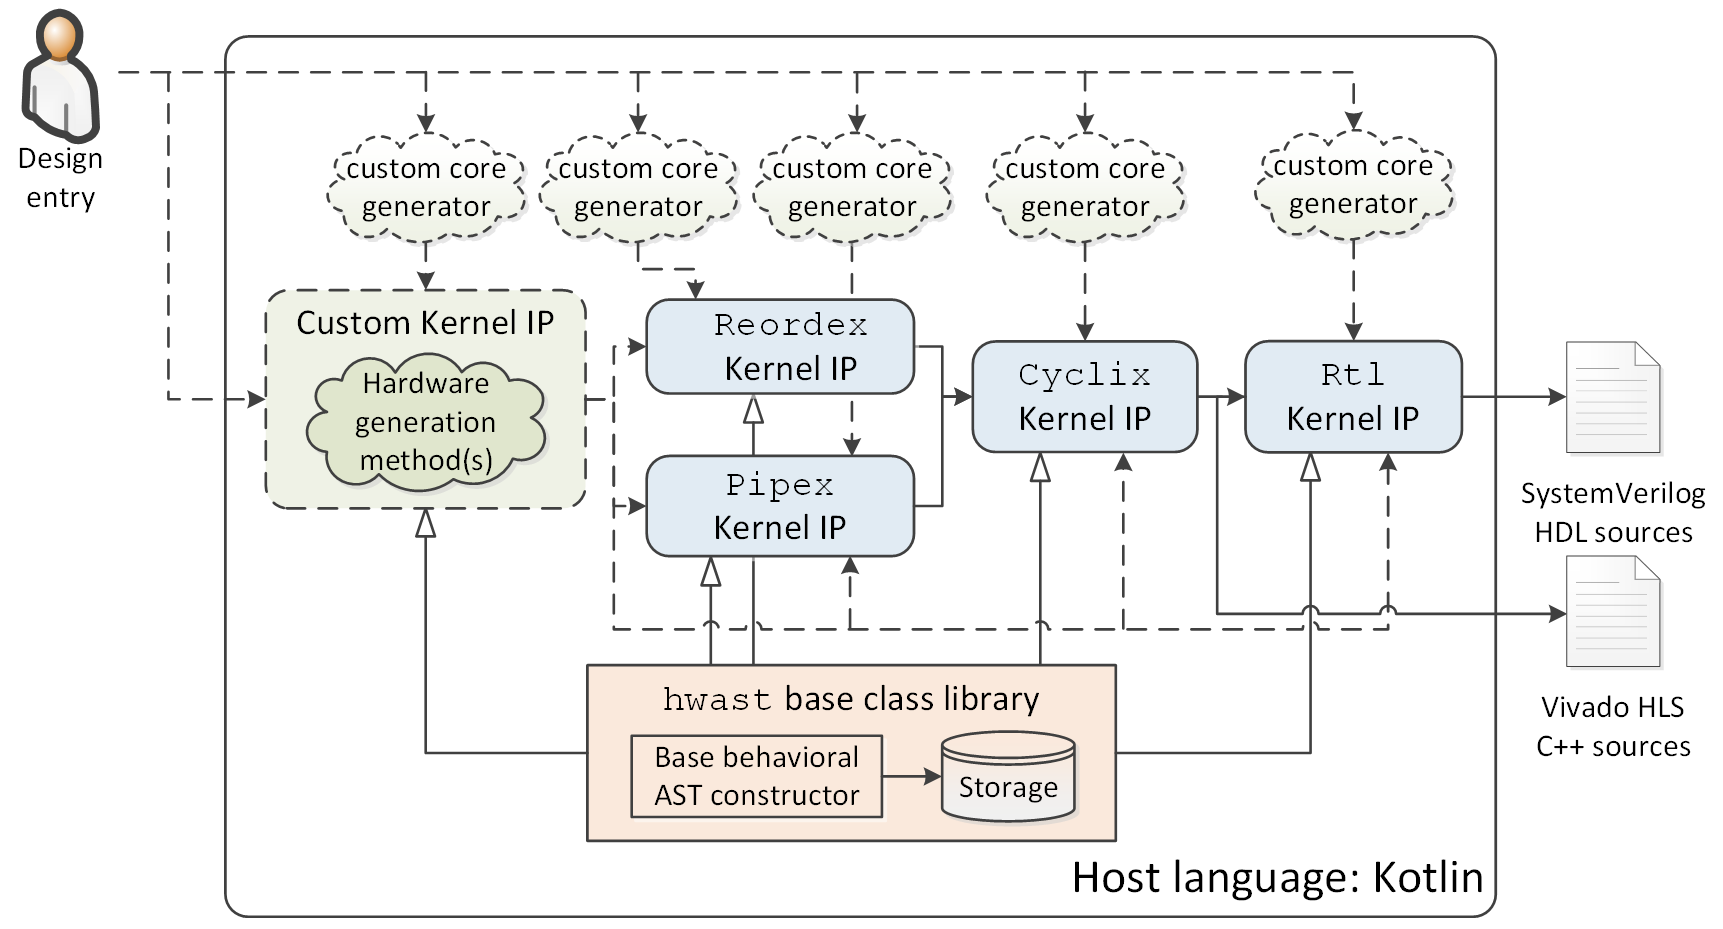 Design
entry
custom core
generator
custom core
generator
custom core
generator
custom core
generator
custom core
generator
Custom Kernel IP
Hardware
generation
method(s)
Reordex
Kernel IP
Pipex
Kernel IP
Cyclix
Kernel IP
Rtl
Kernel IP
SystemVerilog
HDL sources
Vivado HLS
C++ sources
hwast base class library
Base behavioral
AST constructor
Storage
Host language: Kotlin